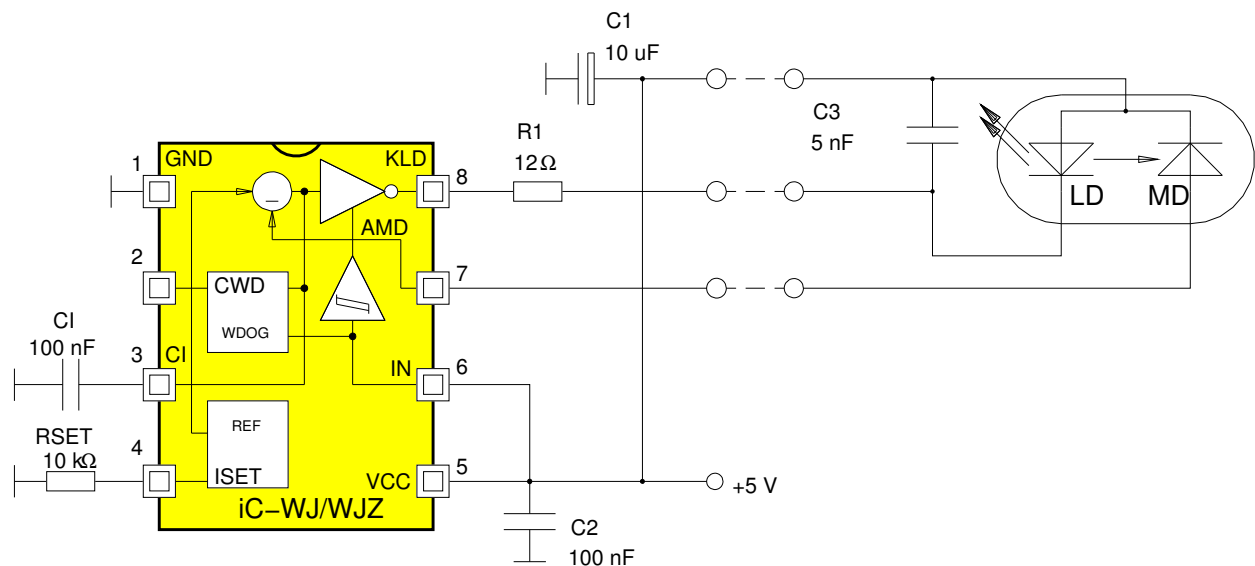 C1
10 uF
C3
5 nF
R1
12Ω
1
GND
KLD
8
–
LD
MD
AMD
2
7
CWD
WDOG
CI
100 nF
3
CI
IN
6
REF
RSET
10 kΩ
4
ISET
VCC
5
+5 V
iC–WJ/WJZ
C2
100 nF